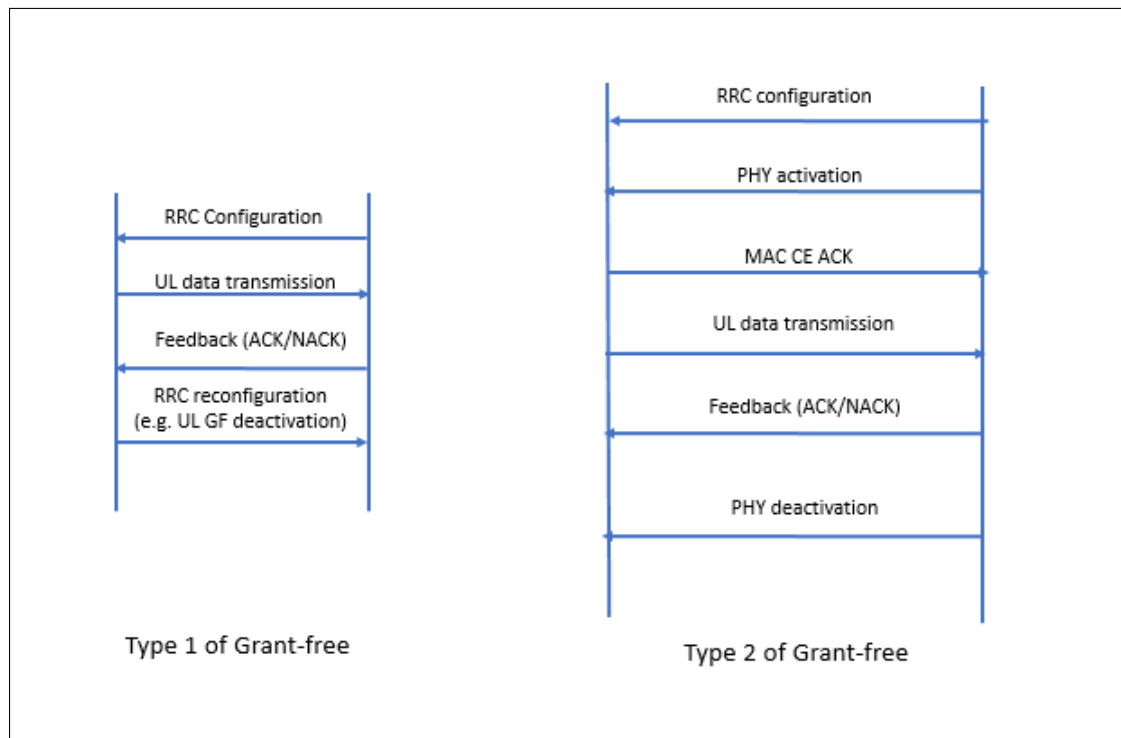 RRC Configuration
UL data transmission
Feedback (ACK/NACK)
RRC reconfiguration
(e.g. UL GF deactivation)
Type 1 of Grant-free
RRC configuration
PHY activation
MAC CE ACK
UL data transmission
Feedback (ACK/NACK)
PHY deactivation
Type 2 of Grant-free